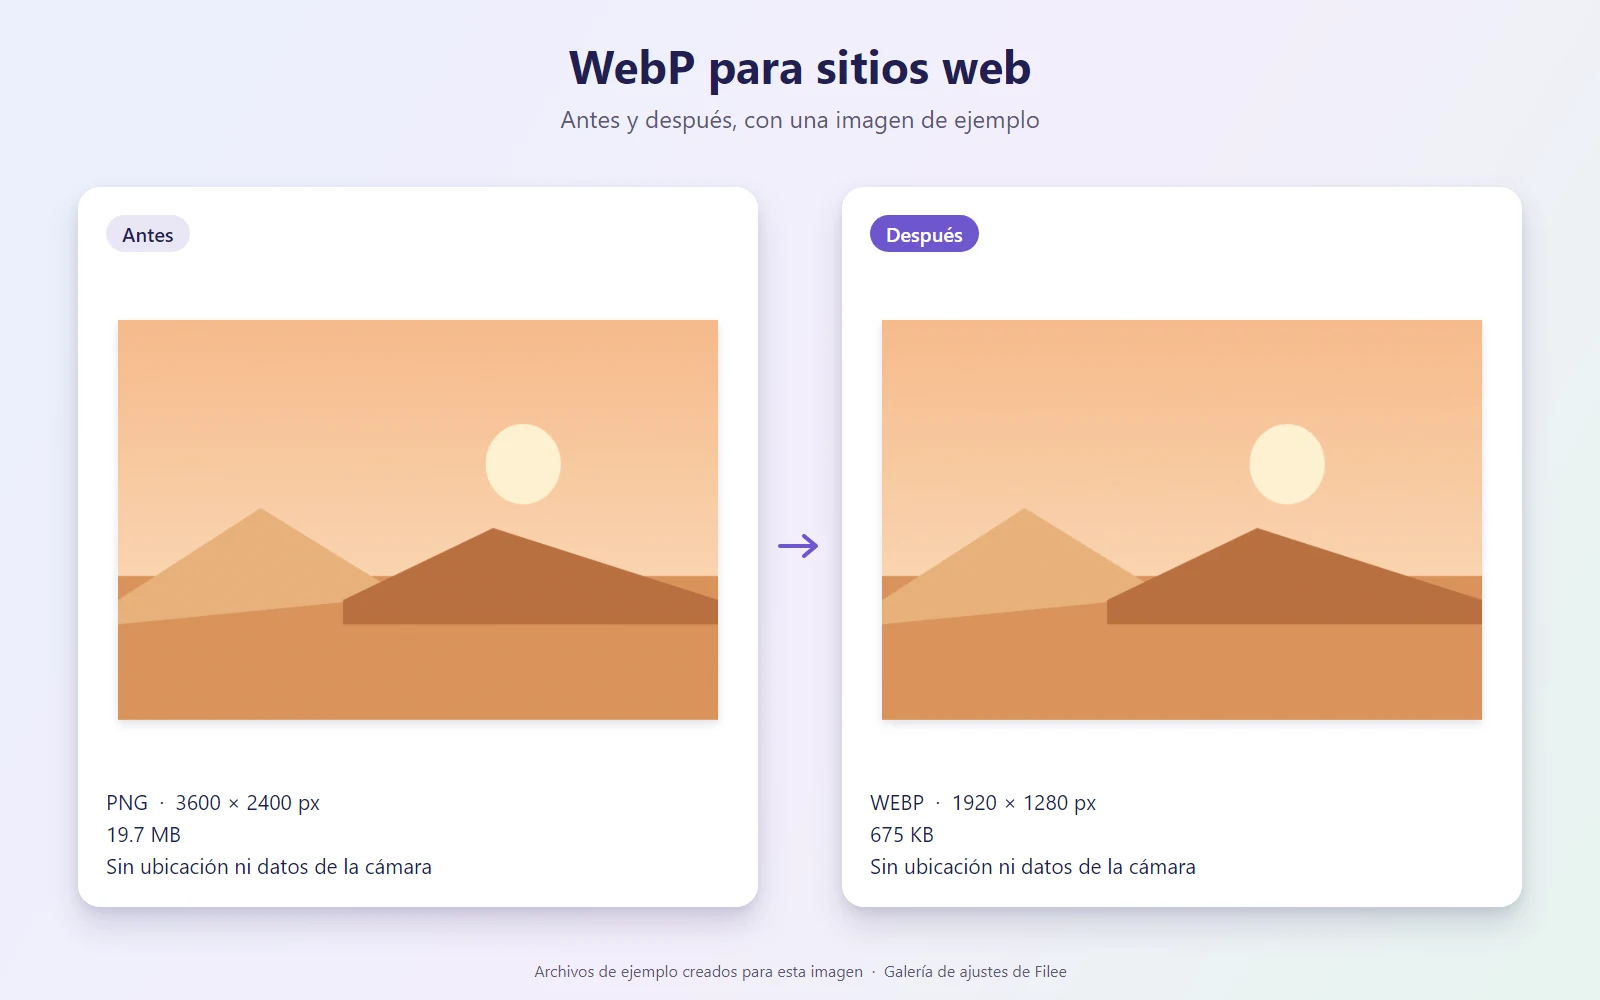 WebP para sitios web
Antes y después, con una imagen de ejemplo
Antes
PNG · 3600 × 2400 px
19.7 MB
Sin ubicación ni datos de la cámara
Después
WEBP · 1920 × 1280 px
675 KB
Sin ubicación ni datos de la cámara
Archivos de ejemplo creados para esta imagen · Galería de ajustes de Filee